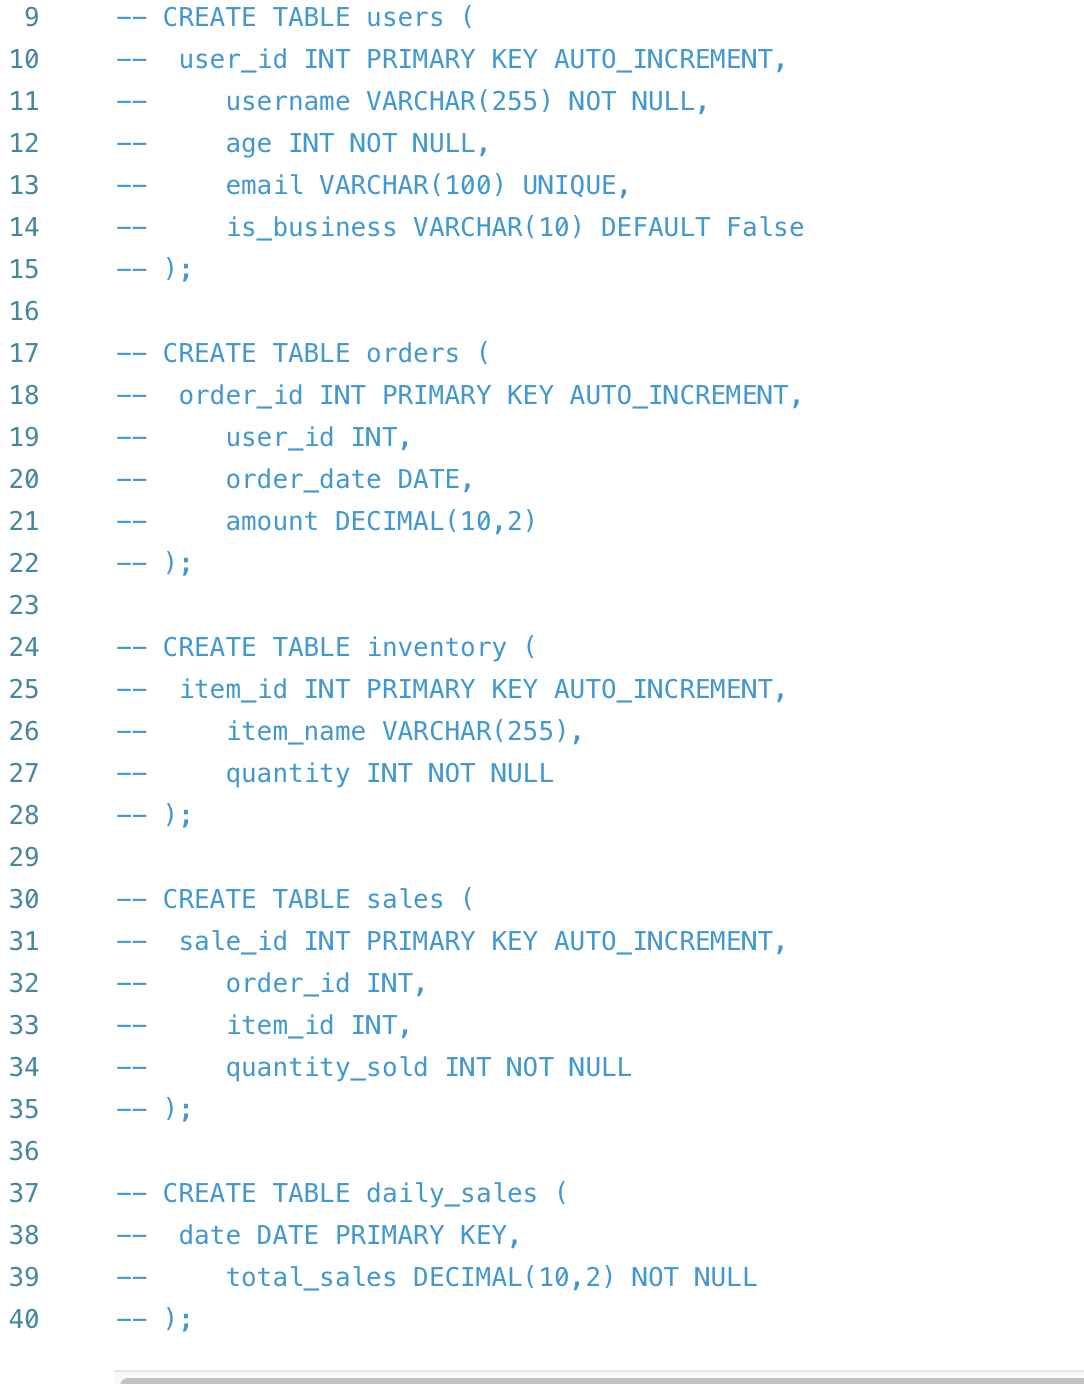 9 -- CREATE TABLE users (
10 -- user_id INT PRIMARY KEY AUTO_INCREMENT,
11 --     username VARCHAR(255) NOT NULL,
12 --     age INT NOT NULL,
13 --     email VARCHAR(100) UNIQUE,
14 --     is_business VARCHAR(10) DEFAULT False
15 -- );
16
17 -- CREATE TABLE orders (
18 --  order_id INT PRIMARY KEY AUTO_INCREMENT,
19 --     user_id INT,
20 --     order_date DATE,
21 --     amount DECIMAL(10,2)
22 -- );
23
24 -- CREATE TABLE inventory (
25 --  item_id INT PRIMARY KEY AUTO_INCREMENT,
26 --     item_name VARCHAR(255),
27 --     quantity INT NOT NULL
28 -- );
29
30 -- CREATE TABLE sales (
31 --  sale_id INT PRIMARY KEY AUTO_INCREMENT,
32 --     order_id INT,
33 --     item_id INT,
34 --     quantity_sold INT NOT NULL
35 -- );
36
37 -- CREATE TABLE daily_sales (
38 --  date DATE PRIMARY KEY,
39 --     total_sales DECIMAL(10,2) NOT NULL
40 -- );